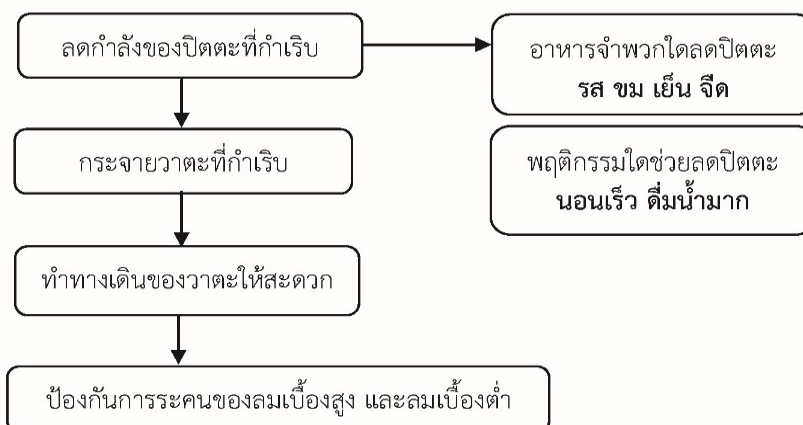 ลดกำลังของปิตตะที่กำเริบ
อาหารจำพวกใดลดปิตตะ
รส ขม เย็น จืด
กระจายวาตะที่กำเริบ
พฤติกรรมใดช่วยลดปิตตะ
นอนเร็ว ดื่มน้ำมาก
ทำทางเดินของวาตะให้สะดวก
ป้องกันการระคนของลมเบื้องสูง และลมเบื้องต่ำ